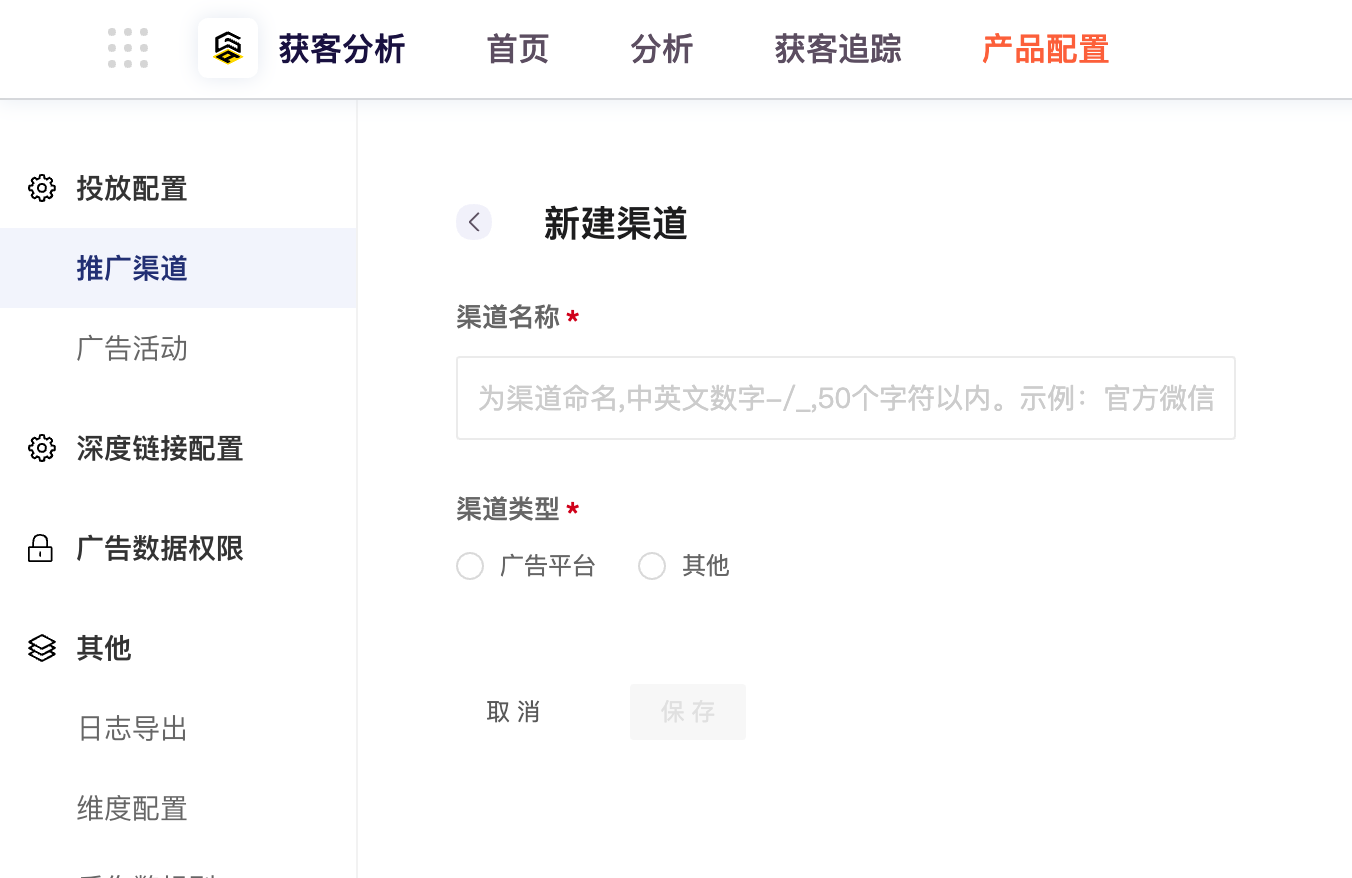 获客分析 首页 分析 获客追踪 产品配置
投放配置
推广渠道
广告活动
深度链接配置
广告数据权限
其他
日志导出
维度配置
新建渠道
渠道名称 *
为渠道命名,中英文数字-/_,50个字符以内。示例：官方微信
渠道类型 *
广告平台 其他
取 消 保 存